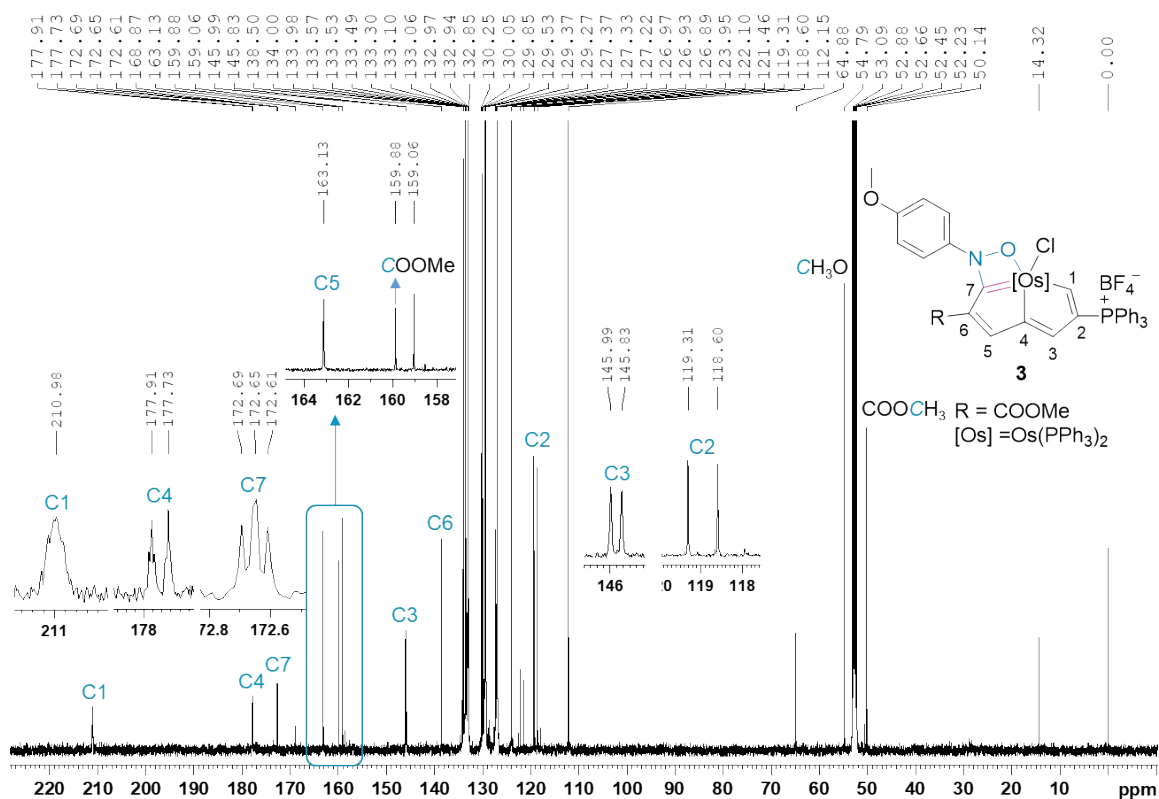 177.91
177.73
172.69
172.65
172.61
168.87
163.13
159.88
159.06
145.99
145.83
138.50
134.00
133.98
133.57
133.53
133.49
133.30
133.10
133.06
132.97
132.94
132.85
130.25
130.05
129.85
129.53
129.37
129.27
127.37
127.33
127.22
126.97
126.93
126.89
123.95
122.10
121.46
119.31
118.60
112.15
64.88
54.79
53.09
52.88
52.66
52.45
52.23
50.14
14.32
0.00
163.13
159.88
159.06
C5
COOMe
164 162 160 158
210.98
C1
211
177.91
177.73
C4
178
172.69
172.65
172.61
C7
72.8 172.6
145.99
145.83
C3
146
119.31
118.60
C2
:0 119 118
C1
C4
C7
C3
C6
C2
CH3O
COOCH3
O
N
O
Cl
[Os]
7
1
BF4−
+
PPh3
R
6
5
4
3
2
3
R = COOMe
[Os] =Os(PPh3)2
220 210 200 190 180 170 160 150 140 130 120 110 100 90 80 70 60 50 40 30 20 10 0 ppm